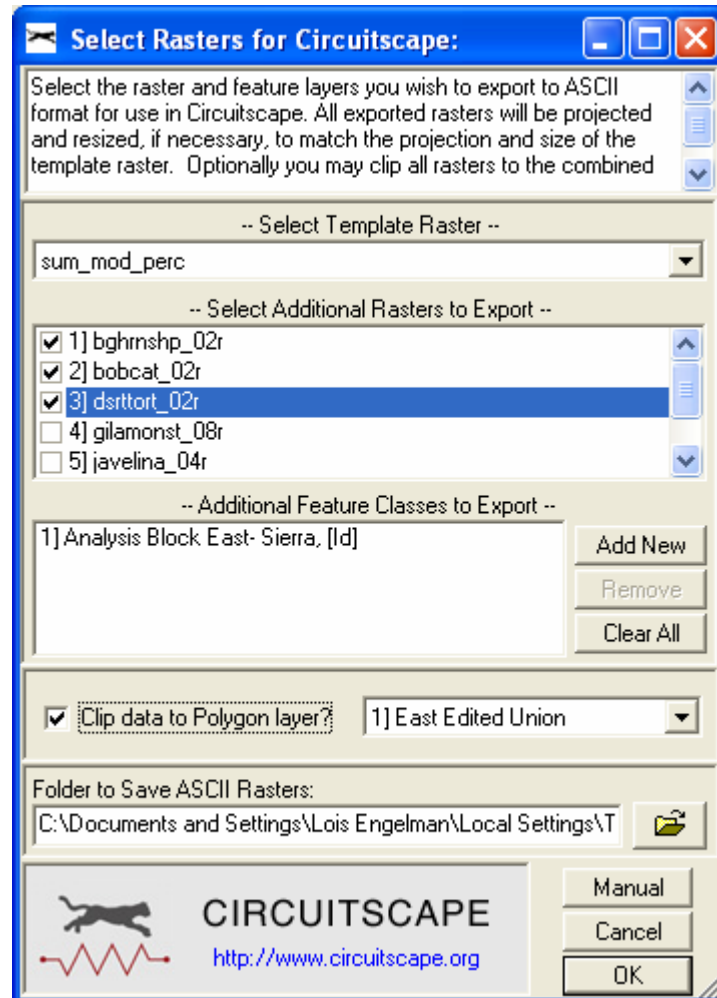 Select Rasters for Circuitscape:
Select the raster and feature layers you wish to export to ASCII
format for use in Circuitscape. All exported rasters will be projected
and resized, if necessary, to match the projection and size of the
template raster. Optionally you may clip all rasters to the combined
-- Select Template Raster --
sum_mod_perc
-- Select Additional Rasters to Export --
1] bghrnshp_02r
2] bobcat_02r
3] dsrttort_02r
4] gilamonst_08r
5] javelina_04r
-- Additional Feature Classes to Export --
1] Analysis Block East- Sierra, [Id]
Add New
Remove
Clear All
Clip data to Polygon layer?
1] East Edited Union
Folder to Save ASCII Rasters:
C:\Documents and Settings\Lois Engelman\Local Settings\T
CIRCUITSCAPE
http://www.circuitscape.org
Manual
Cancel
OK